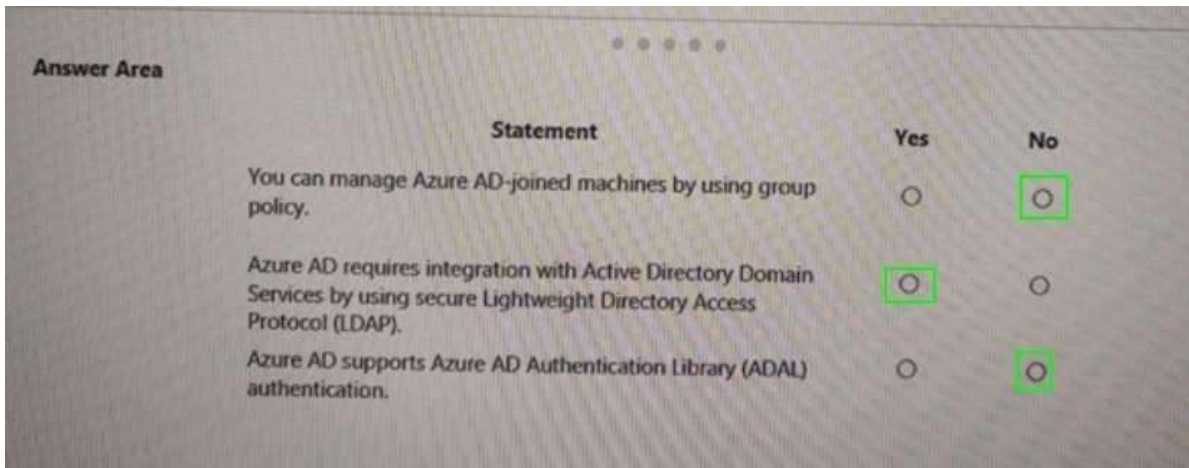 Answer Area
Statement Yes No
You can manage Azure AD-joined machines by using group
policy.
Azure AD requires integration with Active Directory Domain
Services by using secure Lightweight Directory Access
Protocol (LDAP).
Azure AD supports Azure AD Authentication Library (ADAL)
authentication.